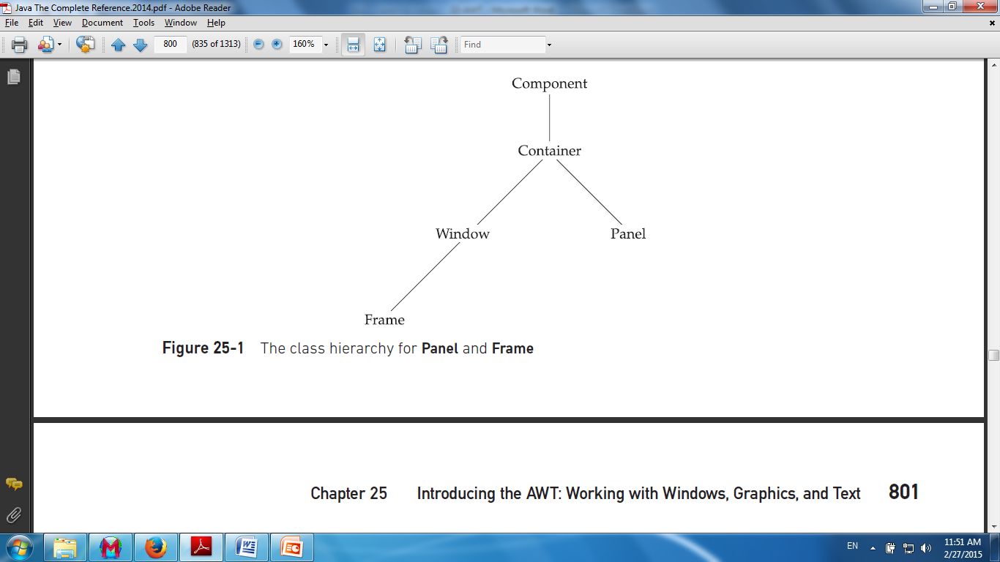 Java The Complete Reference.2014.pdf - Adobe Reader
File Edit View Document Tools Window Help
800 (835 of 1313) 160% Find
Component
Container
Window Panel
Frame
Figure 25-1 The class hierarchy for Panel and Frame
Chapter 25 Introducing the AWT: Working with Windows, Graphics, and Text 801
EN 11:51 AM
2/27/2015